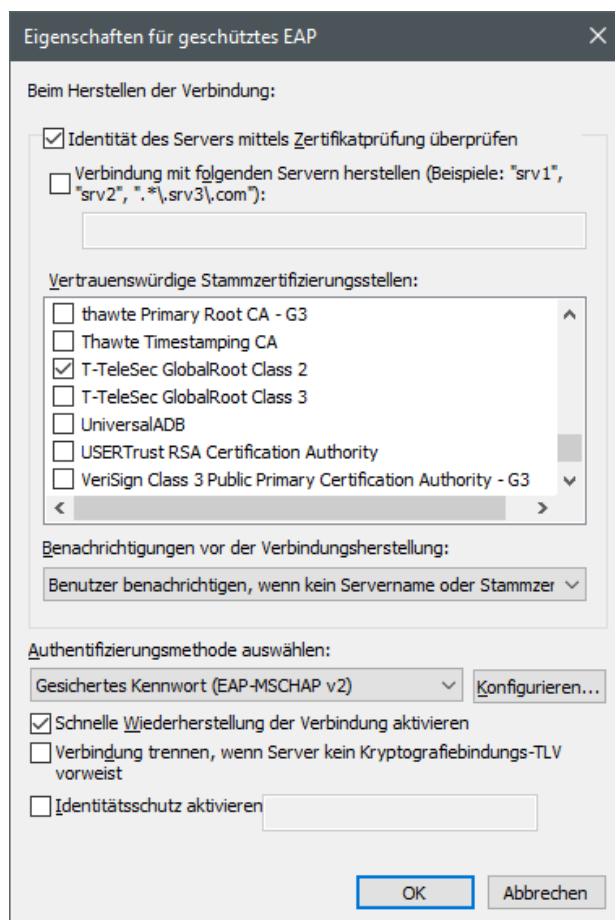 Eigenschaften für geschütztes EAP
Beim Herstellen der Verbindung:
Identität des Servers mittels Zertifikatprüfung überprüfen
Verbindung mit folgenden Servern herstellen (Beispiele: "srv1",
"srv2", ".*\.srv3\.com"):
Vertrauenswürdige Stammzertifizierungsstellen:
thawte Primary Root CA - G3
Thawte Timestamping CA
T-TeleSec GlobalRoot Class 2
T-TeleSec GlobalRoot Class 3
UniversalADB
USERTrust RSA Certification Authority
VeriSign Class 3 Public Primary Certification Authority - G3
Benachrichtigungen vor der Verbindungsherstellung:
Benutzer benachrichtigen, wenn kein Servername oder Stammzer
Authentifizierungsmethode auswählen:
Gesichertes Kennwort (EAP-MSCHAP v2) Konfigurieren...
Schnelle Wiederherstellung der Verbindung aktivieren
Verbindung trennen, wenn Server kein Kryptografiebindungs-TLV
vorweist
Identitätsschutz aktivieren
OK Abbrechen